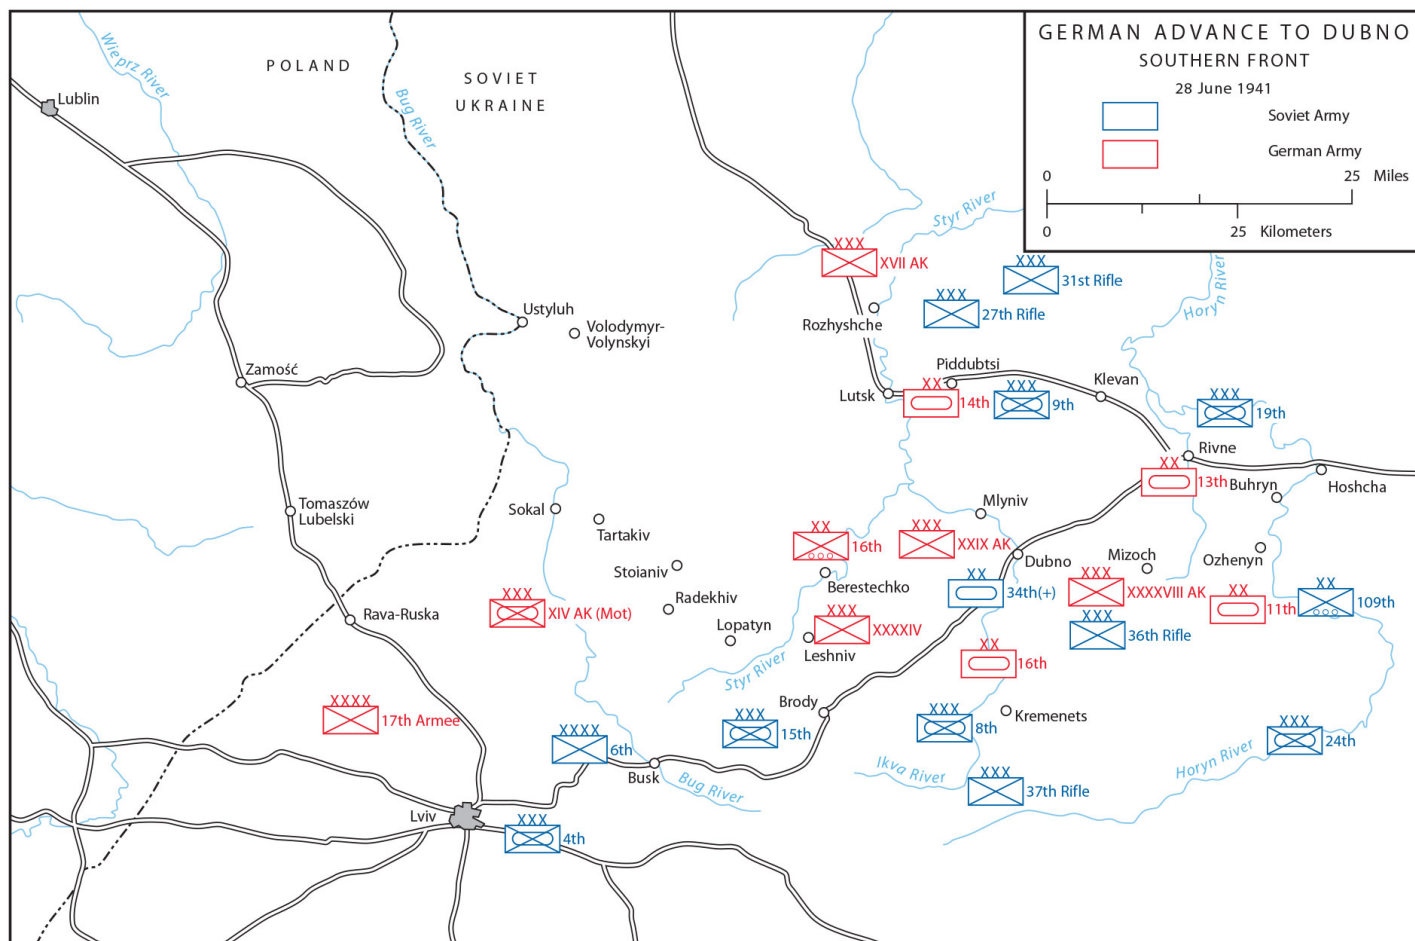 GERMAN ADVANCE TO DUBNO
SOUTHERN FRONT
28 June 1941
Soviet Army
German Army
0 25 Miles
0 25 Kilometers
POLAND
SOVIET
UKRAINE
Wieprz River
Bug River
Lublin
Styr River
Horyn River
XXX
XVII AK
XXX
31st Rifle
XXX
27th Rifle
Rozhyshche
Ustyluh
Volodymyr-
Volynskyi
Zamość
Piddubtsi
Klevan
Lutsk
XX
14th
XXX
9th
XXX
19th
Rivne
XX
13th
Buhryn
Hoshcha
Tomaszów
Lubelski
Sokal
Tartakiv
Mlyniv
XX
16th
XXX
XXIX AK
Dubno
Mizoch
Ozhenyn
Stoianiv
Berestechko
XX
34th(+)
XXX
XXXXVIII AK
XX
11th
XX
109th
Radekhiv
XXX
XIV AK (Mot)
Rava-Ruska
Lopatyn
Leshniv
XXX
XXXXIV
36th Rifle
Styr River
XX
16th
XXXX
17th Armee
Brody
Kremenets
XXXX
6th
XXX
15th
XXX
8th
XXX
24th
Busk
Bug River
Ikva River
Horyn River
XXX
37th Rifle
Lviv
XXX
4th